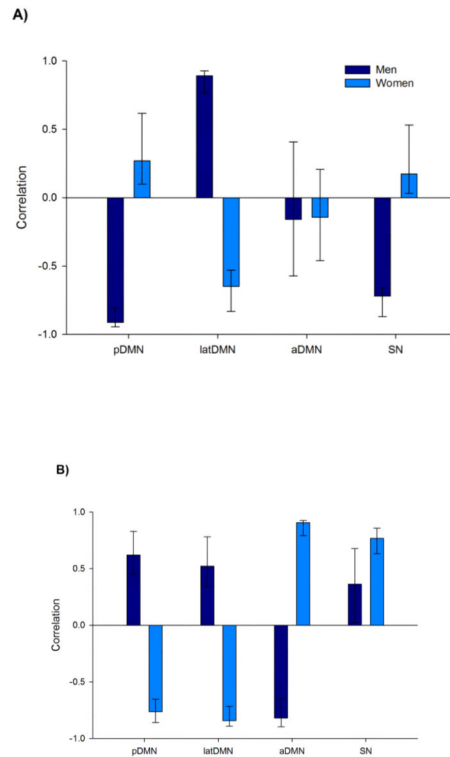 A)
Men
Women
Correlation
1.0
0.5
0.0
-0.5
-1.0
pDMN latDMN aDMN SN
B)
Correlation
1.0
0.5
0.0
-0.5
-1.0
pDMN latDMN aDMN SN